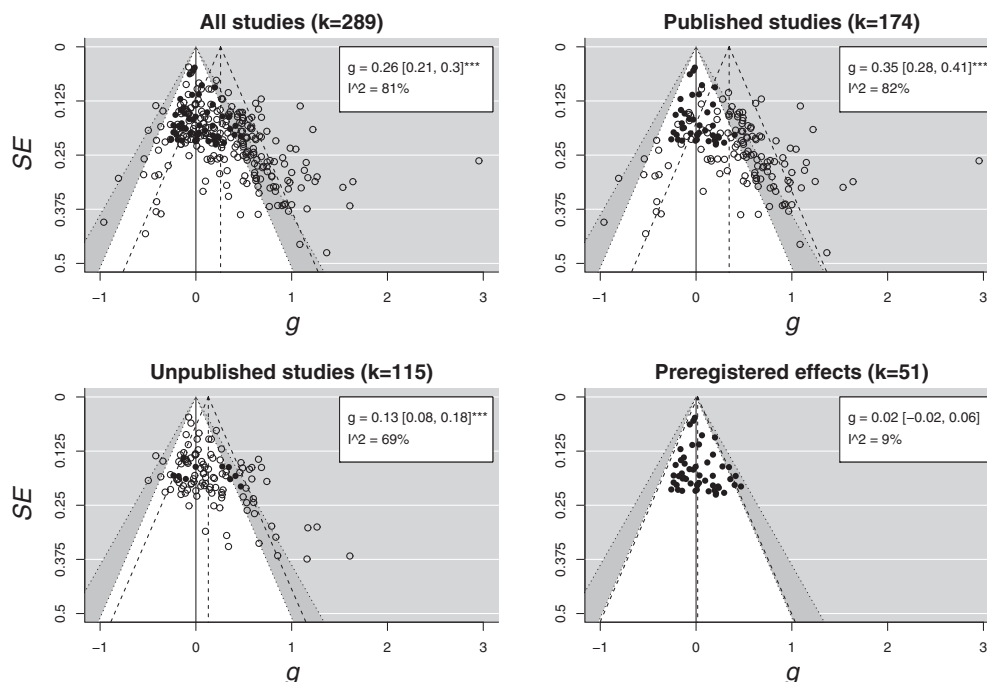 All studies (k=289)
g = 0.26 [0.21, 0.3]***
I^2 = 81%
0
0.125
0.25
0.375
0.5
SE
−1
0
1
2
3
g
Published studies (k=174)
g = 0.35 [0.28, 0.41]***
I^2 = 82%
0
0.125
0.25
0.375
0.5
−1
0
1
2
3
g
Unpublished studies (k=115)
g = 0.13 [0.08, 0.18]***
I^2 = 69%
0
0.125
0.25
0.375
0.5
SE
−1
0
1
2
3
g
Preregistered effects (k=51)
g = 0.02 [−0.02, 0.06]
I^2 = 9%
0
0.125
0.25
0.375
0.5
−1
0
1
2
3
g